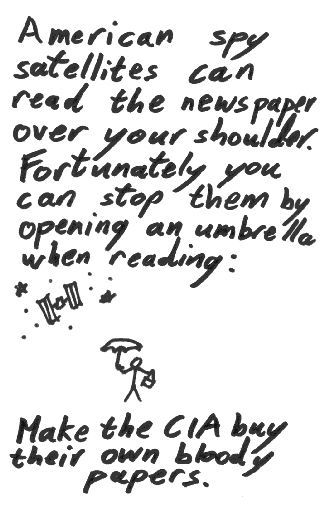 American spy
satellites can
read the newspaper
over your shoulder.
Fortunately you
can stop them by
opening an umbrella
when reading:
Make the CIA buy
their own bloody
papers.